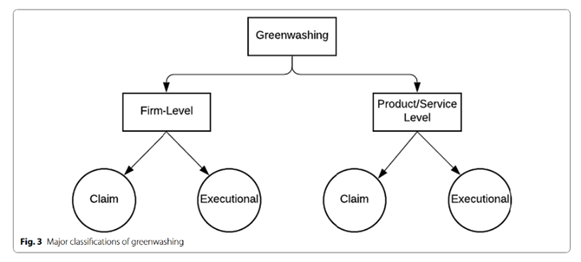 Greenwashing
Firm-Level
Product/Service
Level
Claim
Executional
Claim
Executional
Fig. 3 Major classifications of greenwashing